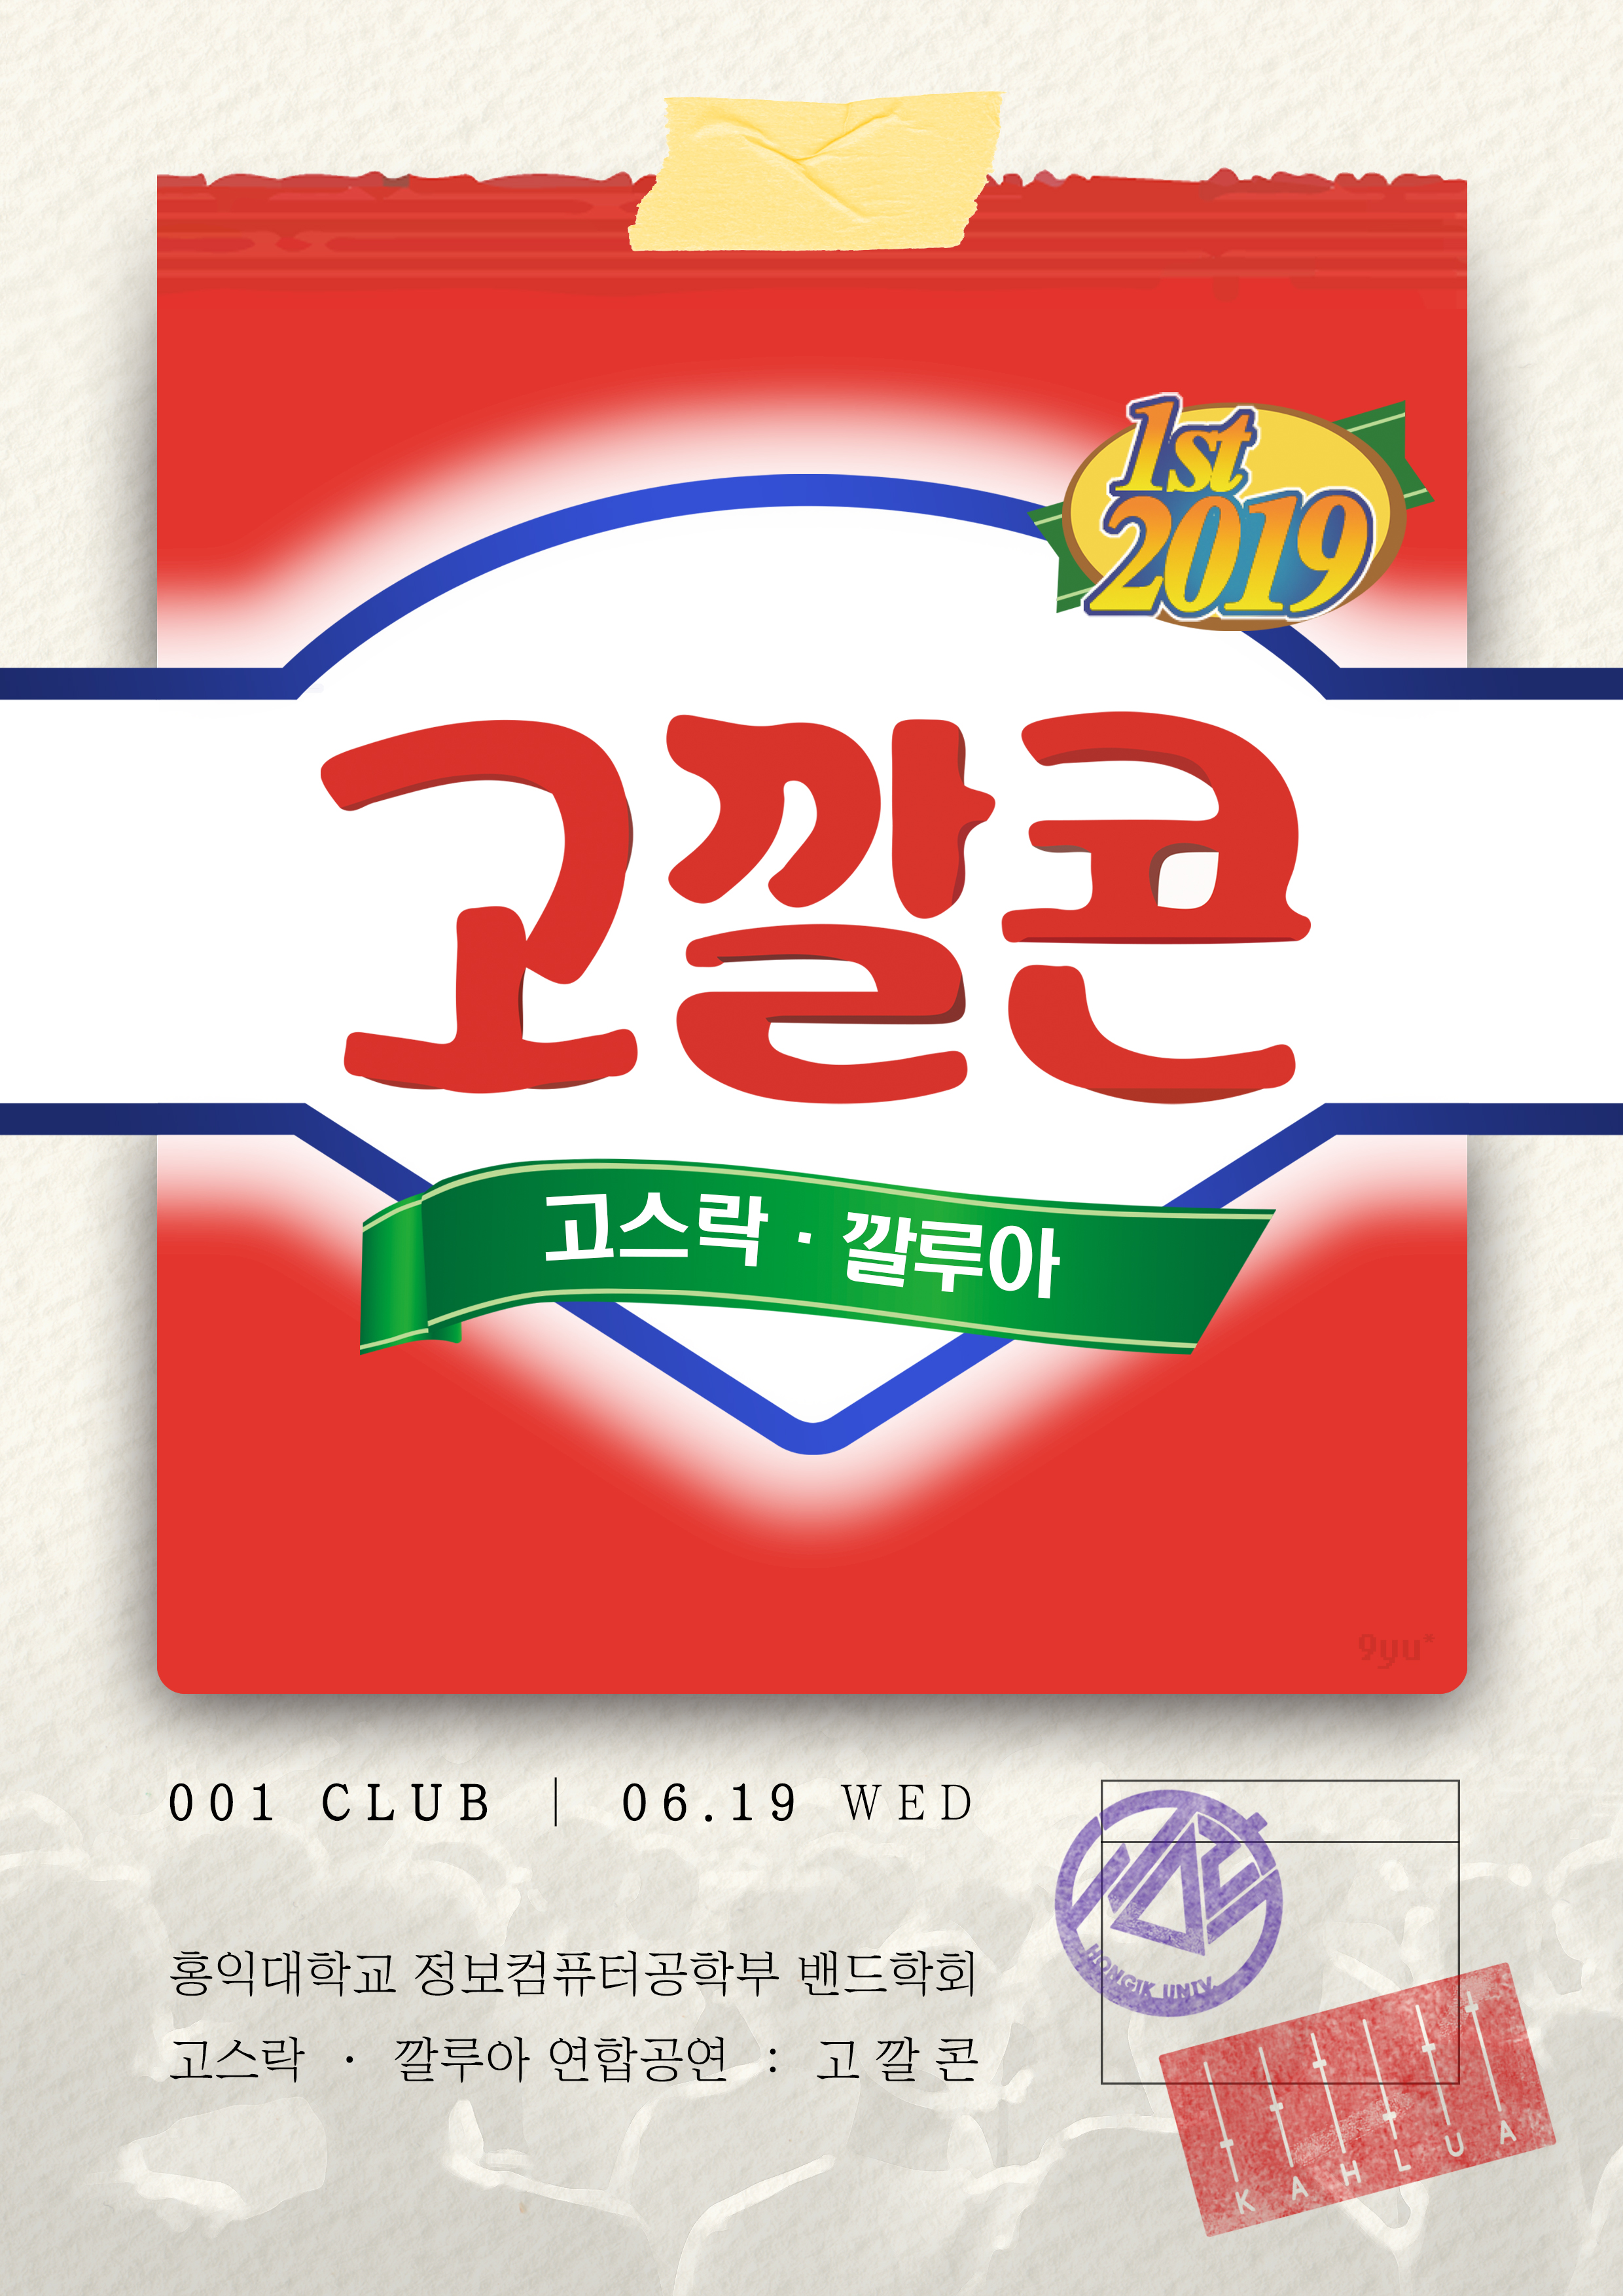 1st
2019
고깔콘
고스락 · 깔루아
9yu*
001 CLUB | 06.19 WED
홍익대학교 정보컴퓨터공학부 밴드학회
고스락 · 깔루아 연합공연 : 고깔콘
HONGIK UNIV.
KAHLUA